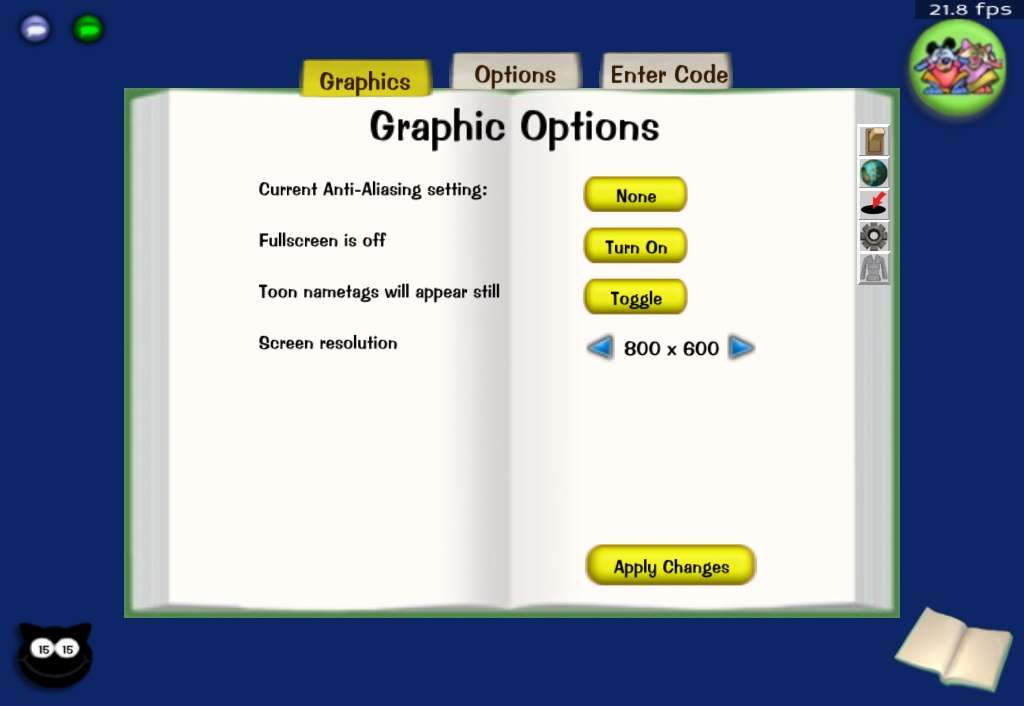 21.8 fps
Graphics
Options
Enter Code
Graphic Options
Current Anti-Aliasing setting:
None
Fullscreen is off
Turn On
Toon nametags will appear still
Toggle
Screen resolution
800 x 600
Apply Changes
15 15